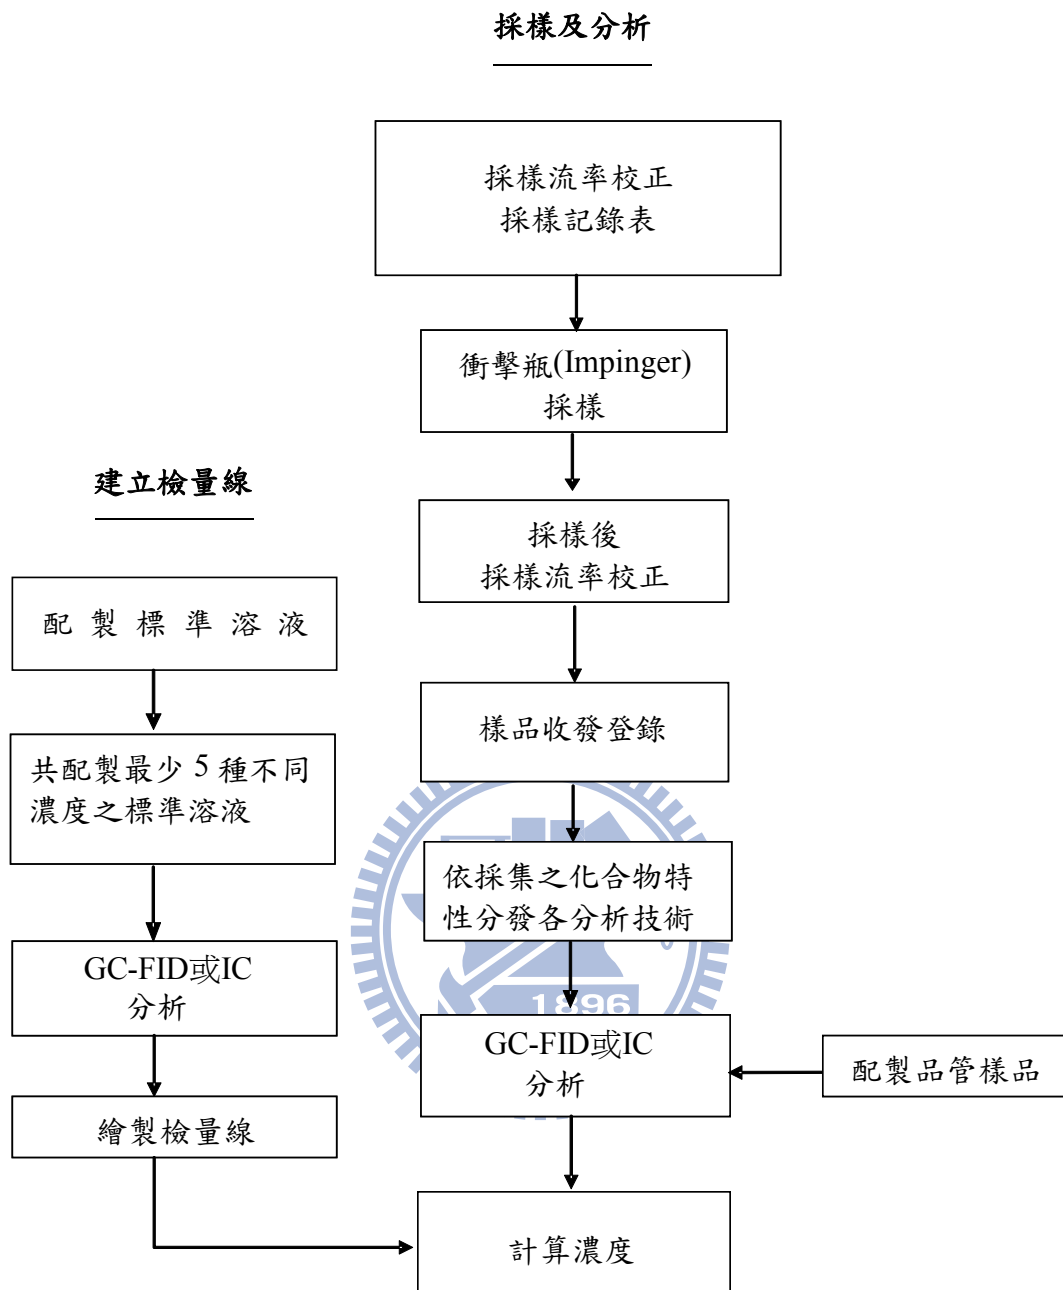 採樣及分析
採樣流率校正
採樣記錄表
衝擊瓶(Impinger)
採樣
採樣後
採樣流率校正
樣品收發登錄
依採集之化合物特
性分發各分析技術
1896
GC-FID或IC
分析
配製品管樣品
計算濃度
建立檢量線
配 製 標 準 溶 液
共配製最少 5 種不同
濃度之標準溶液
GC-FID或IC
分析
繪製檢量線